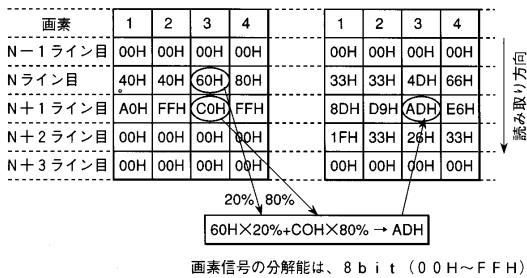 画素 1 2 3 4 1 2 3 4
N－1ライン目 00H 00H 00H 00H 00H 00H 00H 00H
Nライン目 40H 40H 60H 80H 33H 33H 4DH 66H
N＋1ライン目 A0H FFH C0H FFH 8DH D9H ADH E6H
N＋2ライン目 00H 00H 00H 00H 1FH 33H 26H 33H
N＋3ライン目 00H 00H 00H 00H 00H 00H 00H 00H
読み取り方向
20% 80%
60H×20%+COH×80% → ADH
画素信号の分解能は、8bit（00H～FFH）